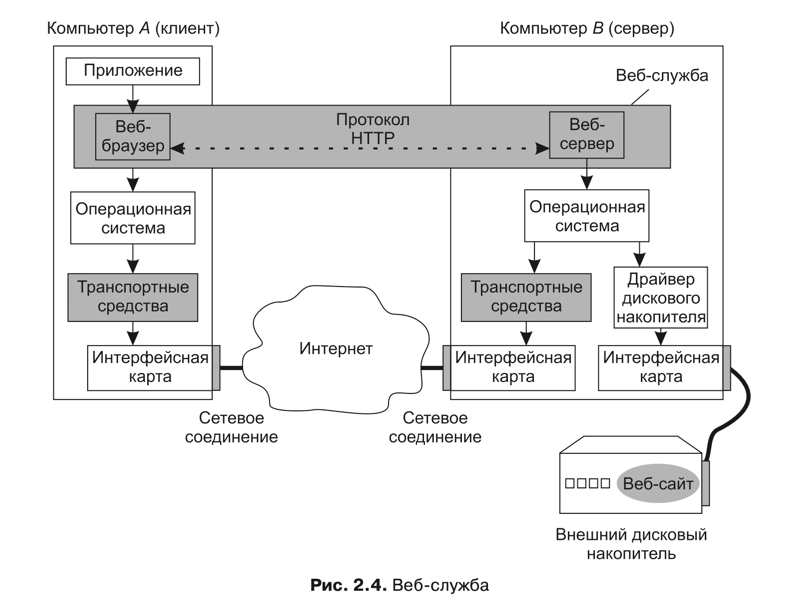 Компьютер A (клиент)
Компьютер B (сервер)
Приложение
Веб-служба
Протокол
HTTP
Веб-
браузер
Веб-
сервер
Операционная
система
Операционная
система
Транспортные
средства
Транспортные
средства
Драйвер
дискового
накопителя
Интерфейсная
карта
Интернет
Интерфейсная
карта
Интерфейсная
карта
Сетевое
соединение
Сетевое
соединение
Веб-сайт
Внешний дисковый
накопитель
Рис. 2.4. Веб-служба